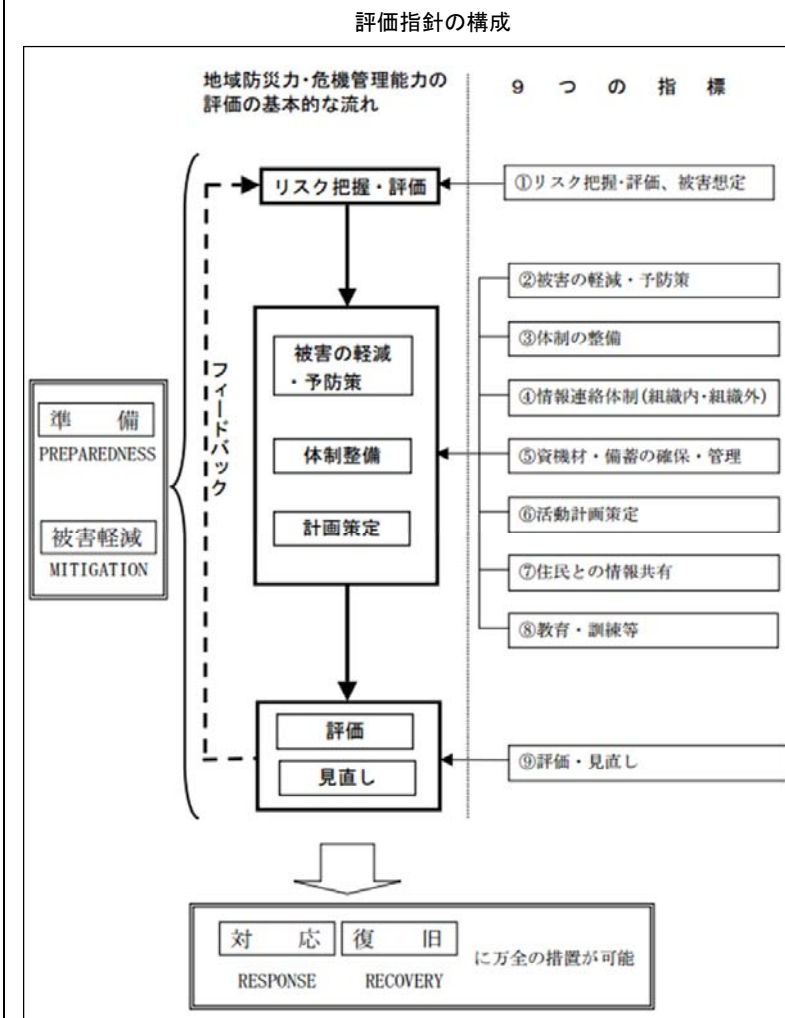 評価指針の構成
地域防災力・危機管理能力の
評価の基本的な流れ
9つの指標
リスク把握・評価
①リスク把握・評価、被害想定
被害の軽減
・予防策
体制整備
計画策定
②被害の軽減・予防策
③体制の整備
④情報連絡体制(組織内・組織外)
⑤資機材・備蓄の確保・管理
⑥活動計画策定
⑦住民との情報共有
⑧教育・訓練等
フィードバック
準備
PREPAREDNESS
被害軽減
MITIGATION
評価
見直し
⑨評価・見直し
対応 復旧 に万全の措置が可能
RESPONSE RECOVERY